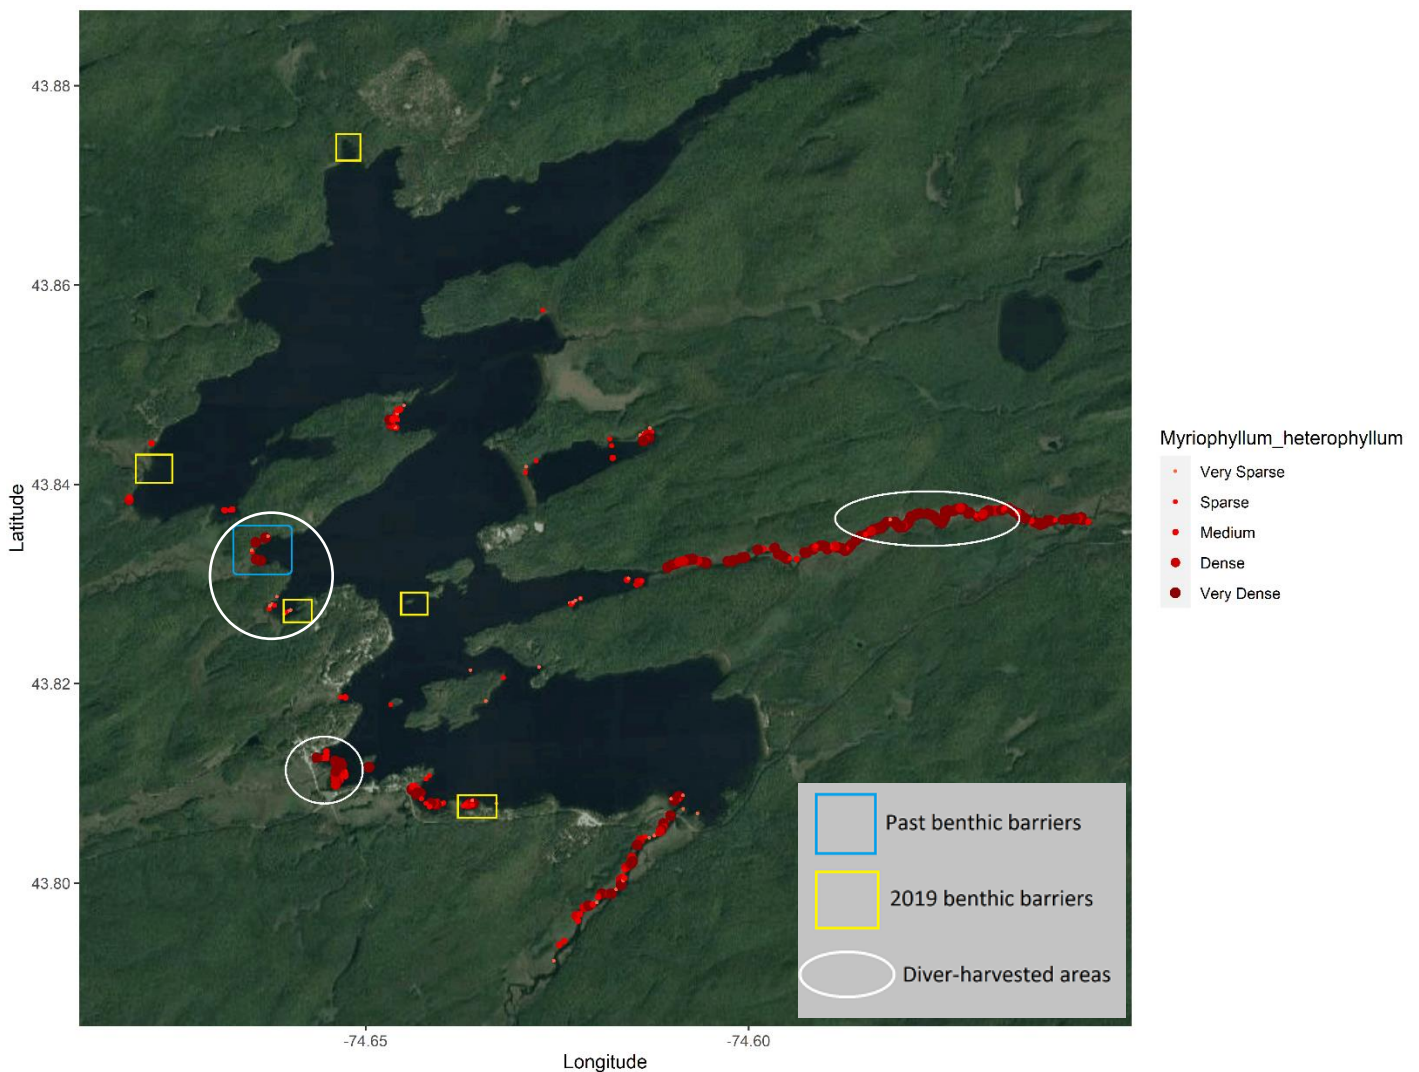 43.88
43.86
43.84
43.82
43.80
Latitude
-74.65
-74.60
Longitude
Myriophyllum_heterophyllum
Very Sparse
Sparse
Medium
Dense
Very Dense
Past benthic barriers
2019 benthic barriers
Diver-harvested areas